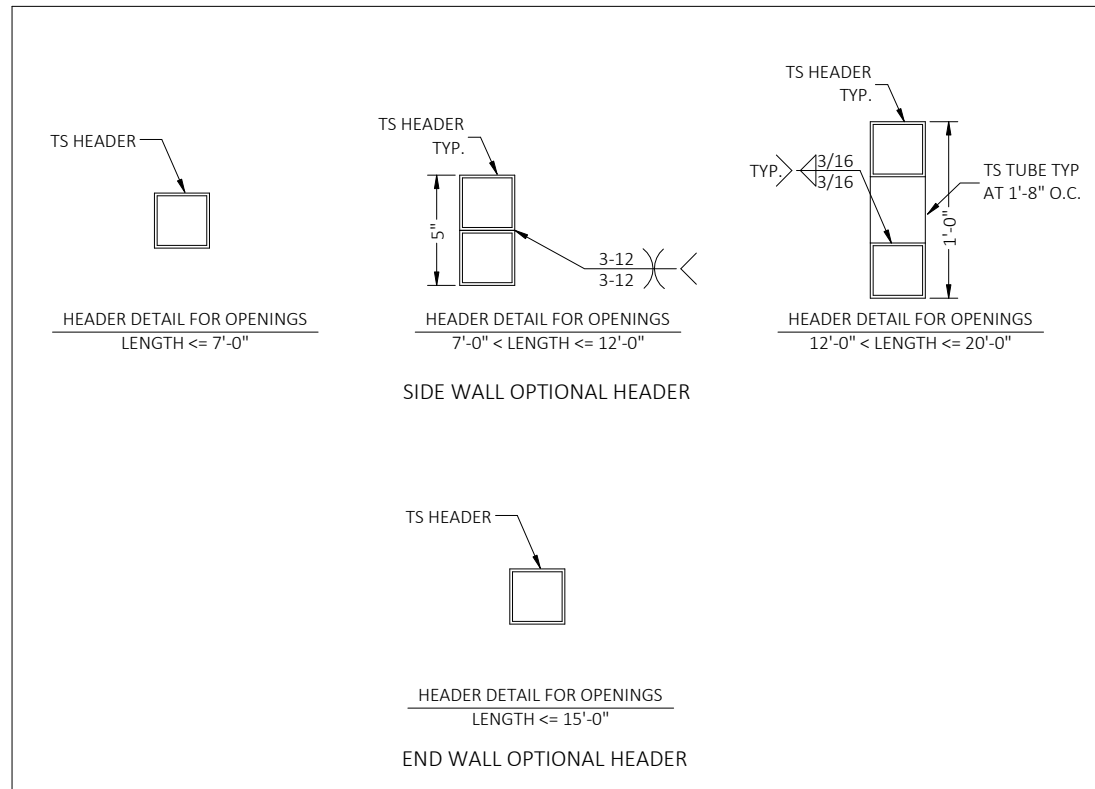 TS HEADER
HEADER DETAIL FOR OPENINGS
LENGTH <= 7'-0"
TS HEADER
TYP.
5"
3-12
3-12
HEADER DETAIL FOR OPENINGS
7'-0" < LENGTH <= 12'-0"
TS HEADER
TYP.
TYP.
3/16
3/16
TS TUBE TYP
AT 1'-8" O.C.
1'-0"
HEADER DETAIL FOR OPENINGS
12'-0" < LENGTH <= 20'-0"
SIDE WALL OPTIONAL HEADER
TS HEADER
HEADER DETAIL FOR OPENINGS
LENGTH <= 15'-0"
END WALL OPTIONAL HEADER